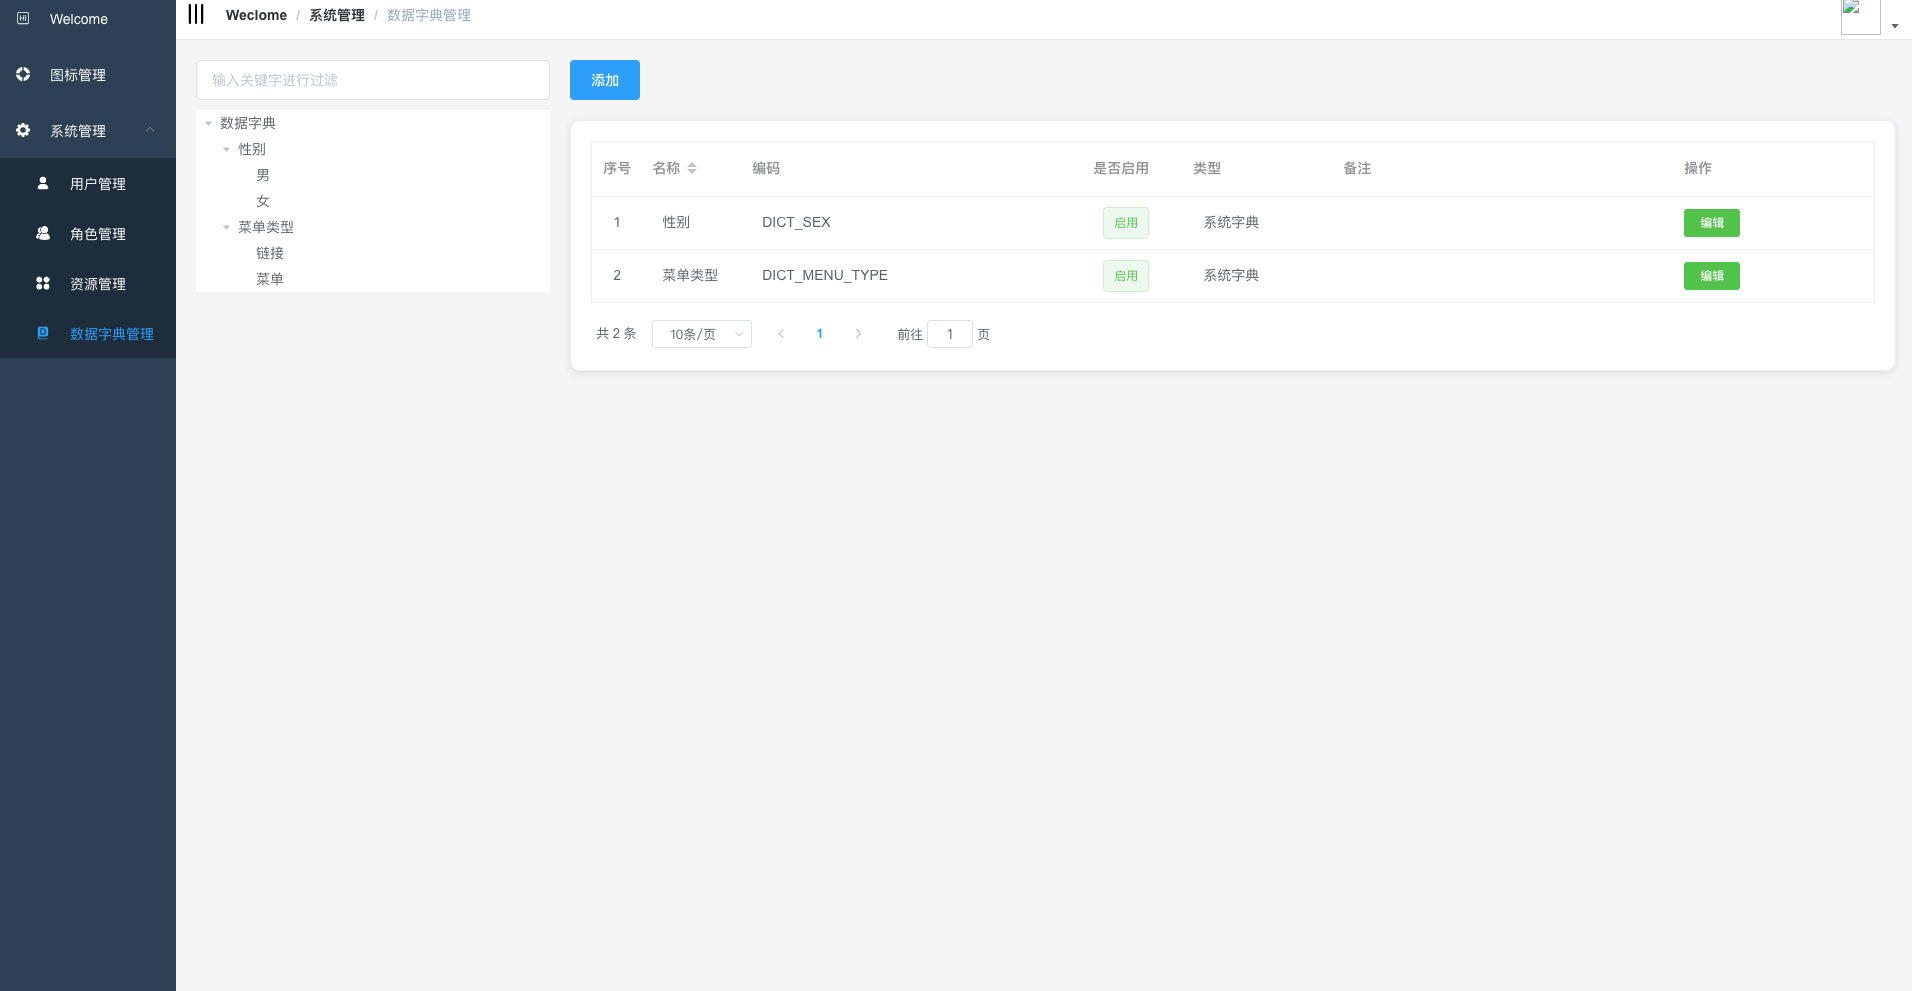 Welcome
图标管理
系统管理
用户管理
角色管理
资源管理
数据字典管理
Weclome / 系统管理 / 数据字典管理
输入关键字进行过滤
数据字典
性别
男
女
菜单类型
链接
菜单
添加
序号 名称 编码 是否启用 类型 备注 操作
1 性别 DICT_SEX 启用 系统字典 编辑
2 菜单类型 DICT_MENU_TYPE 启用 系统字典 编辑
共 2 条 10条/页 1 前往 1 页